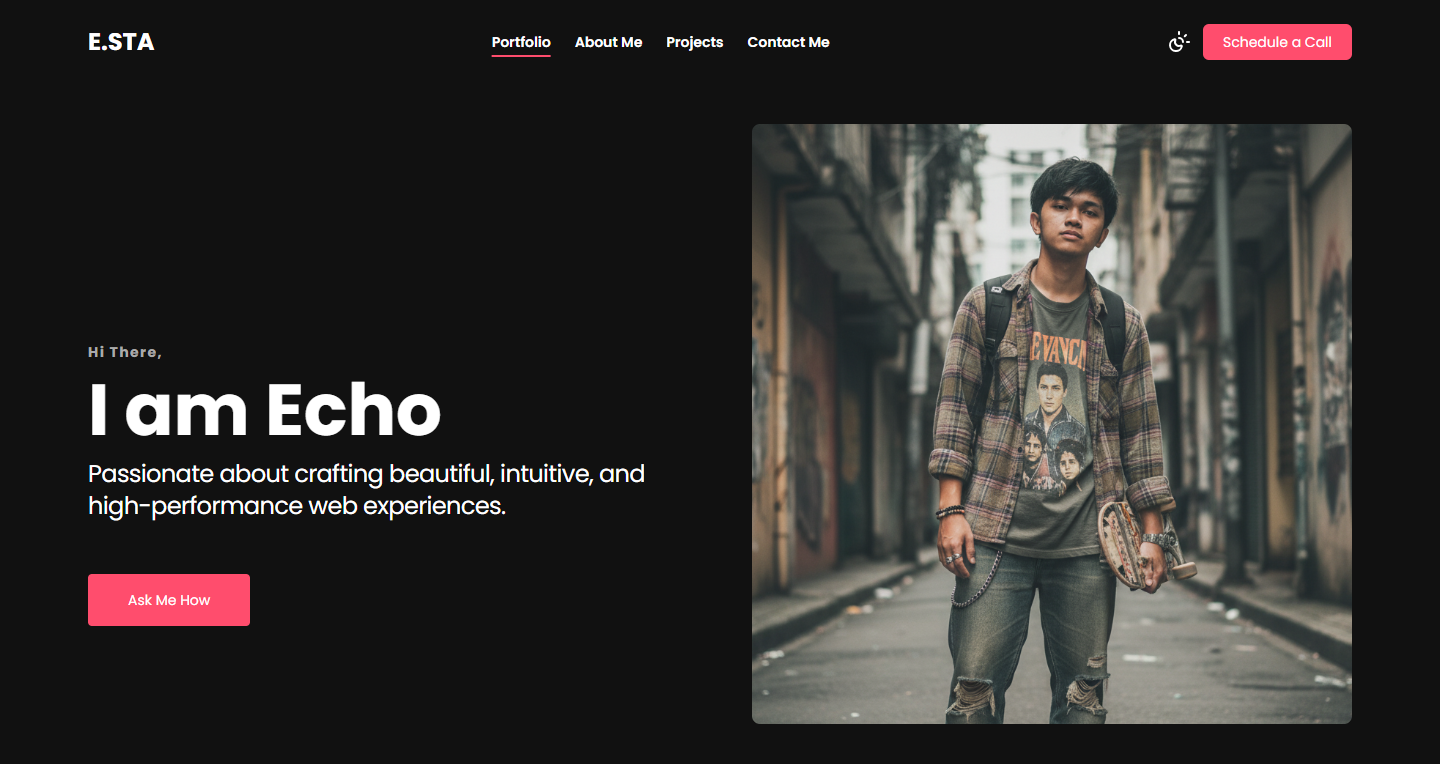 E.STA
Portfolio
About Me
Projects
Contact Me
Schedule a Call
Hi There,
I am Echo
Passionate about crafting beautiful, intuitive, and
high-performance web experiences.
Ask Me How